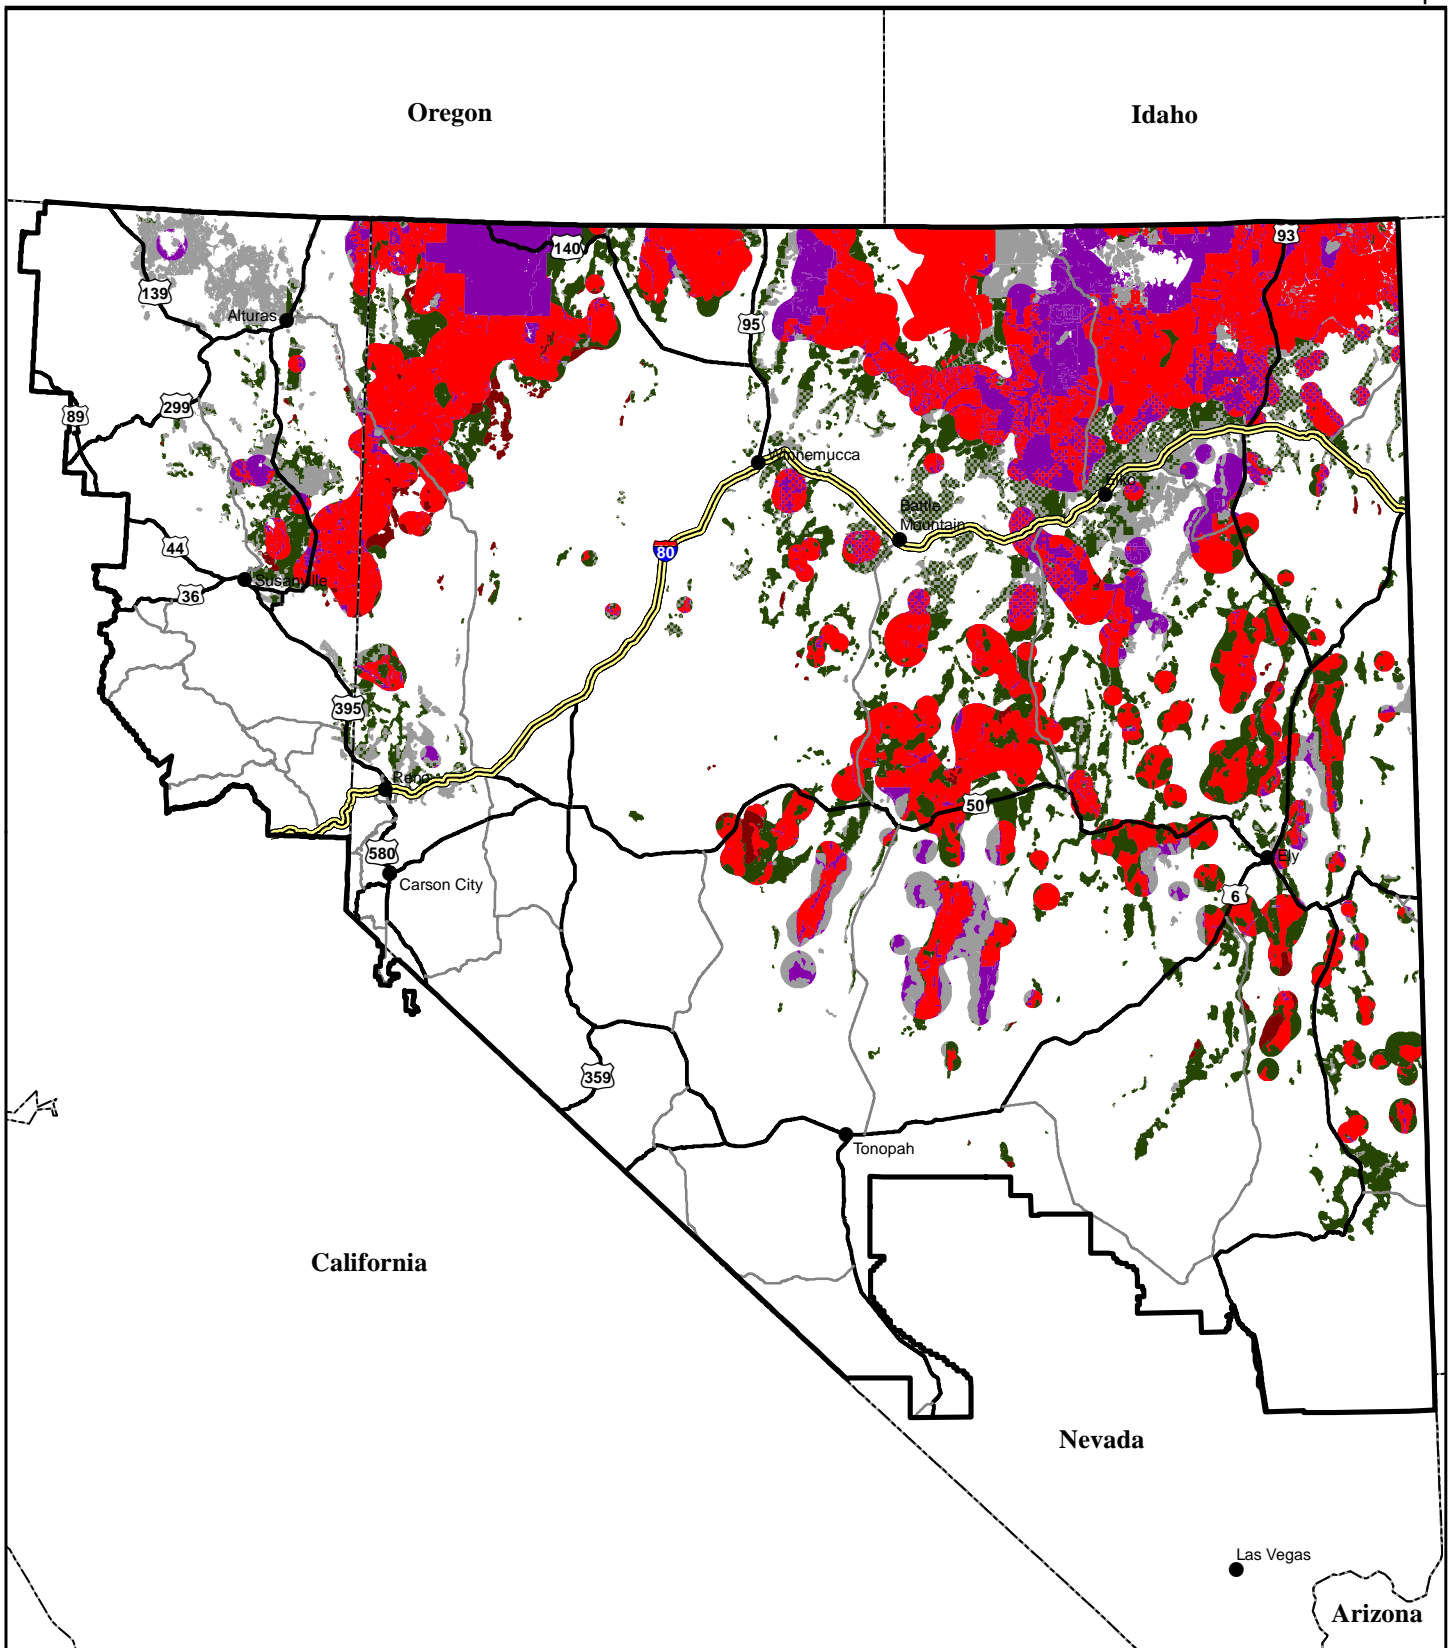 Oregon
Idaho
93
140
139
Alturas
95
299
89
Winnemucca
Elko
Battle
Mountain
44
80
Susanville
36
395
Reno
50
580
Ely
Carson City
6
359
Tonopah
California
Nevada
Las Vegas
Arizona